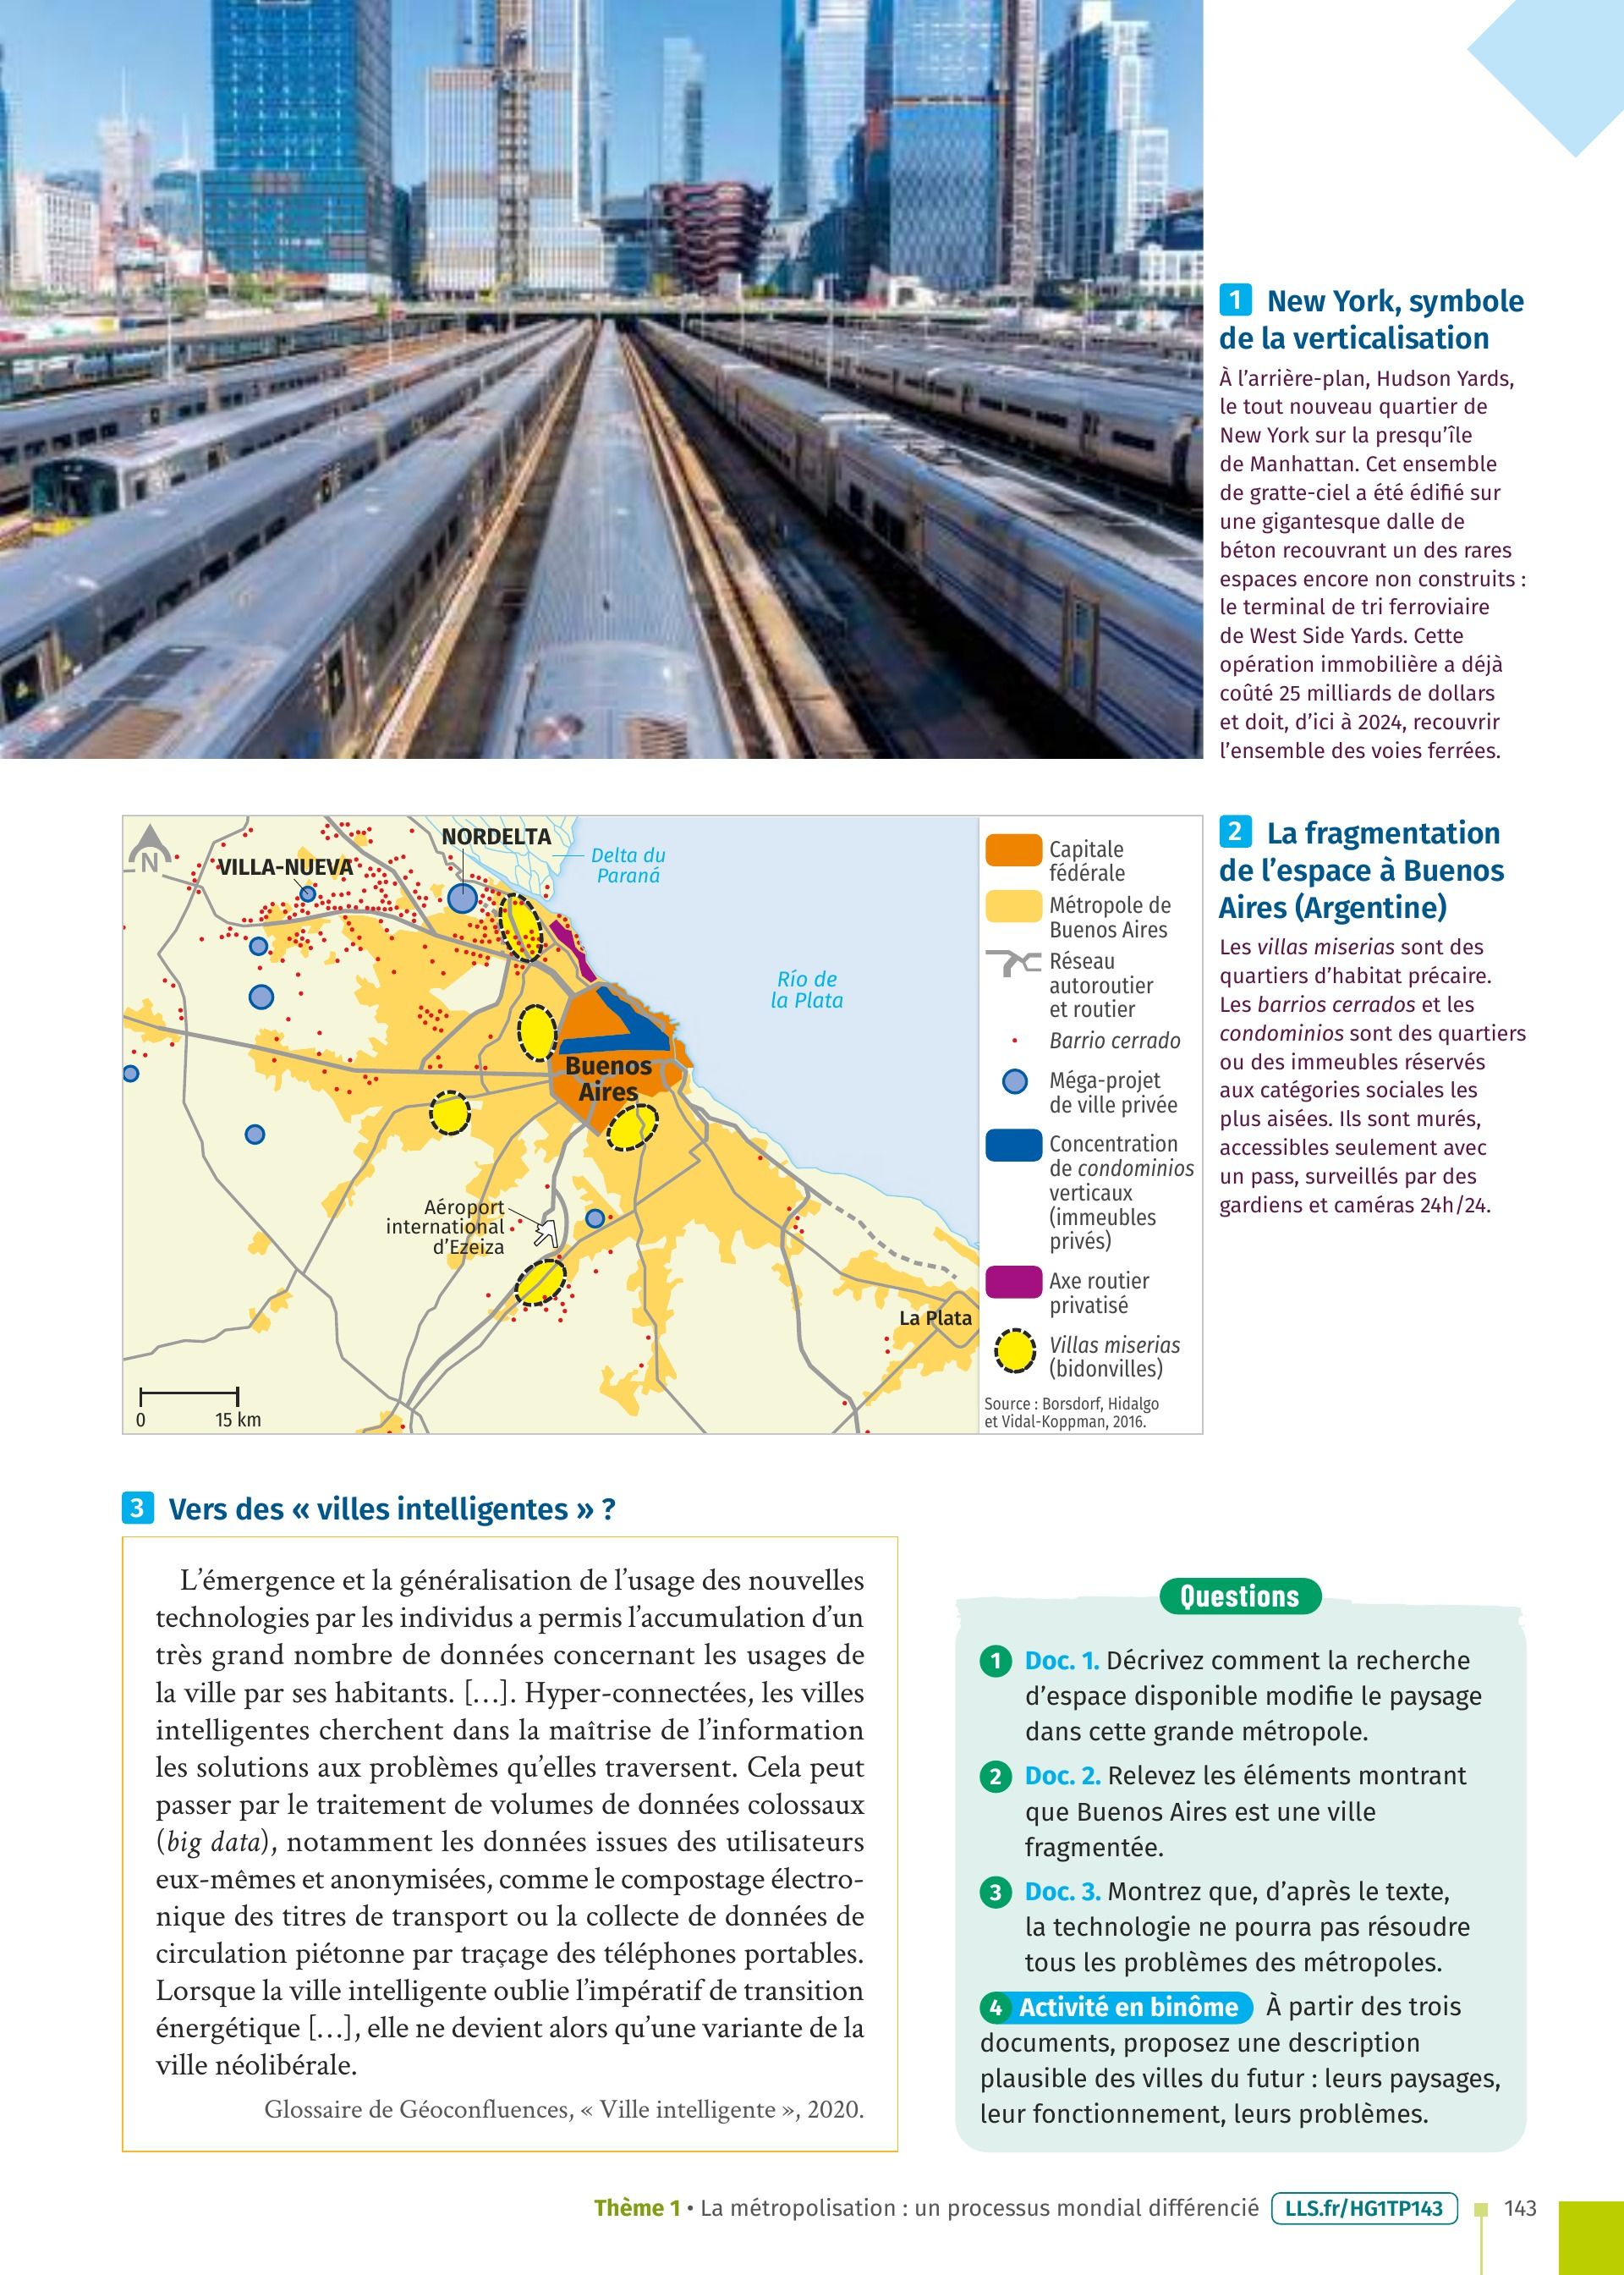 1 New York, symbole
de la verticalisation
À l’arrière-plan, Hudson Yards,
le tout nouveau quartier de
New York sur la presqu’île
de Manhattan. Cet ensemble
de gratte-ciel a été édifié sur
une gigantesque dalle de
béton recouvrant un des rares
espaces encore non construits :
le terminal de tri ferroviaire
de West Side Yards. Cette
opération immobilière a déjà
coûté 25 milliards de dollars
et doit, d’ici à 2024, recouvrir
l’ensemble des voies ferrées.
N
VILLA-NUEVA
NORDELTA
Delta du
Paraná
Río de
la Plata
Buenos
Aires
Aéroport
international
d’Ezeiza
La Plata
0 15 km
Capitale
fédérale
Métropole de
Buenos Aires
Réseau
autoroutier
et routier
Barrio cerrado
Méga-projet
de ville privée
Concentration
de condominios
verticaux
(immeubles
privés)
Axe routier
privatisé
Villas miserias
(bidonvilles)
Source : Borsdorf, Hidalgo
et Vidal-Koppman, 2016.
2 La fragmentation
de l’espace à Buenos
Aires (Argentine)
Les villas miserias sont des
quartiers d’habitat précaire.
Les barrios cerrados et les
condominios sont des quartiers
ou des immeubles réservés
aux catégories sociales les
plus aisées. Ils sont murés,
accessibles seulement avec
un pass, surveillés par des
gardiens et caméras 24h/24.
3 Vers des « villes intelligentes » ?
L’émergence et la généralisation de l’usage des nouvelles
technologies par les individus a permis l’accumulation d’un
très grand nombre de données concernant les usages de
la ville par ses habitants. […]. Hyper-connectées, les villes
intelligentes cherchent dans la maîtrise de l’information
les solutions aux problèmes qu’elles traversent. Cela peut
passer par le traitement de volumes de données colossaux
(big data), notamment les données issues des utilisateurs
eux-mêmes et anonymisées, comme le compostage électro-
nique des titres de transport ou la collecte de données de
circulation piétonne par traçage des téléphones portables.
Lorsque la ville intelligente oublie l’impératif de transition
énergétique […], elle ne devient alors qu’une variante de la
ville néolibérale.
Glossaire de Géoconfluences, « Ville intelligente », 2020.
Questions
1 Doc. 1. Décrivez comment la recherche
d’espace disponible modifie le paysage
dans cette grande métropole.
2 Doc. 2. Relevez les éléments montrant
que Buenos Aires est une ville
fragmentée.
3 Doc. 3. Montrez que, d’après le texte,
la technologie ne pourra pas résoudre
tous les problèmes des métropoles.
4 Activité en binôme À partir des trois
documents, proposez une description
plausible des villes du futur : leurs paysages,
leur fonctionnement, leurs problèmes.
Thème 1 • La métropolisation : un processus mondial différencié LLS.fr/HG1TP143 143